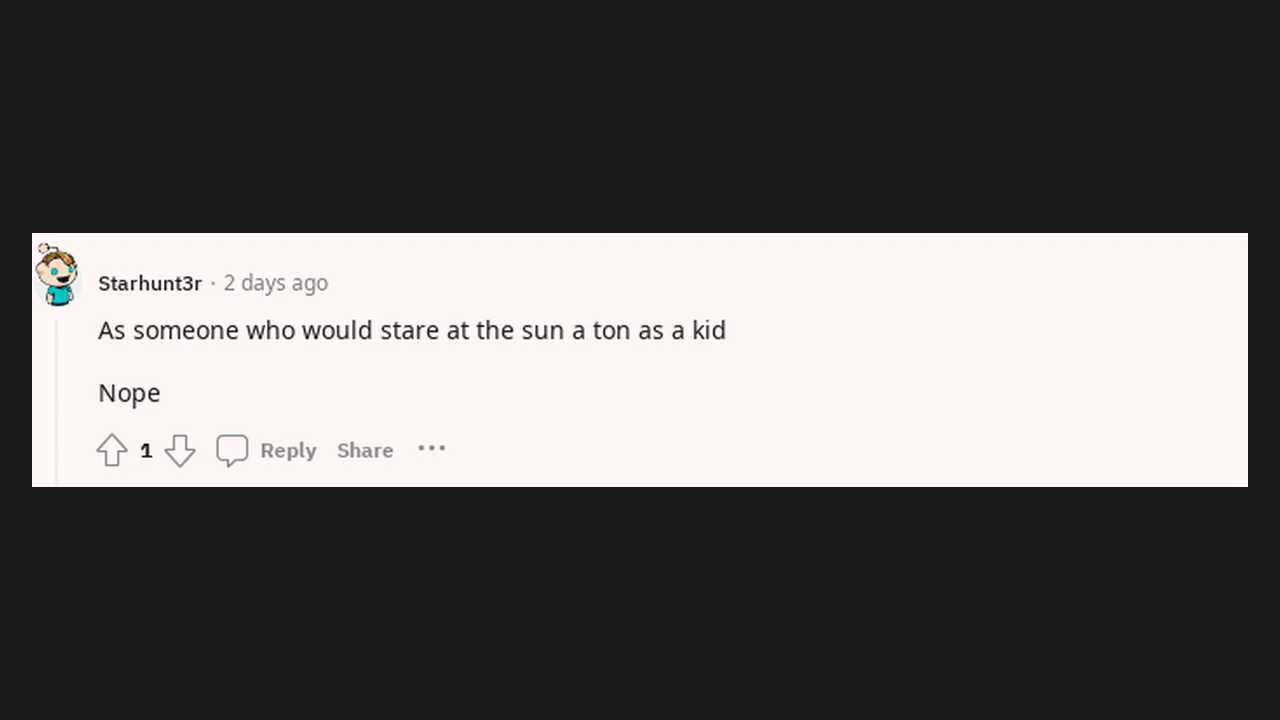 Starhunt3r · 2 days ago
As someone who would stare at the sun a ton as a kid
Nope
1 Reply Share ···